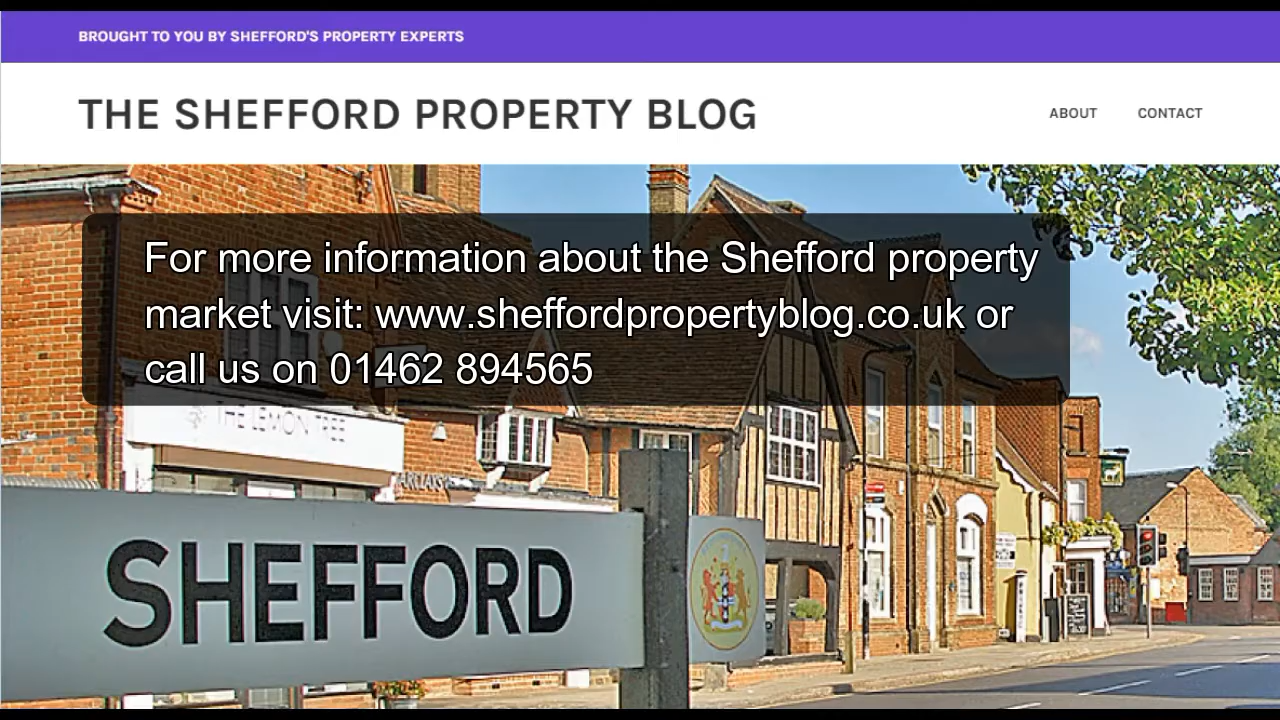 BROUGHT TO YOU BY SHEFFORD'S PROPERTY EXPERTS
THE SHEFFORD PROPERTY BLOG
ABOUT
CONTACT
For more information about the Shefford property
market visit: www.sheffordpropertyblog.co.uk or
call us on 01462 894565
THE LEMON TREE
BARCLAYS
SHEFFORD